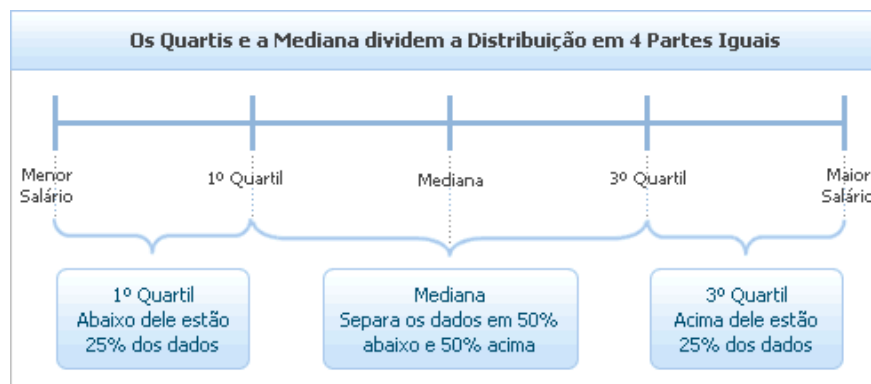 Os Quartis e a Mediana dividem a Distribuição em 4 Partes Iguais
Menor
Salário
1º Quartil
Mediana
3º Quartil
Maior
Salário
1º Quartil
Abaixo dele estão
25% dos dados
Mediana
Separa os dados em 50%
abaixo e 50% acima
3º Quartil
Acima dele estão
25% dos dados